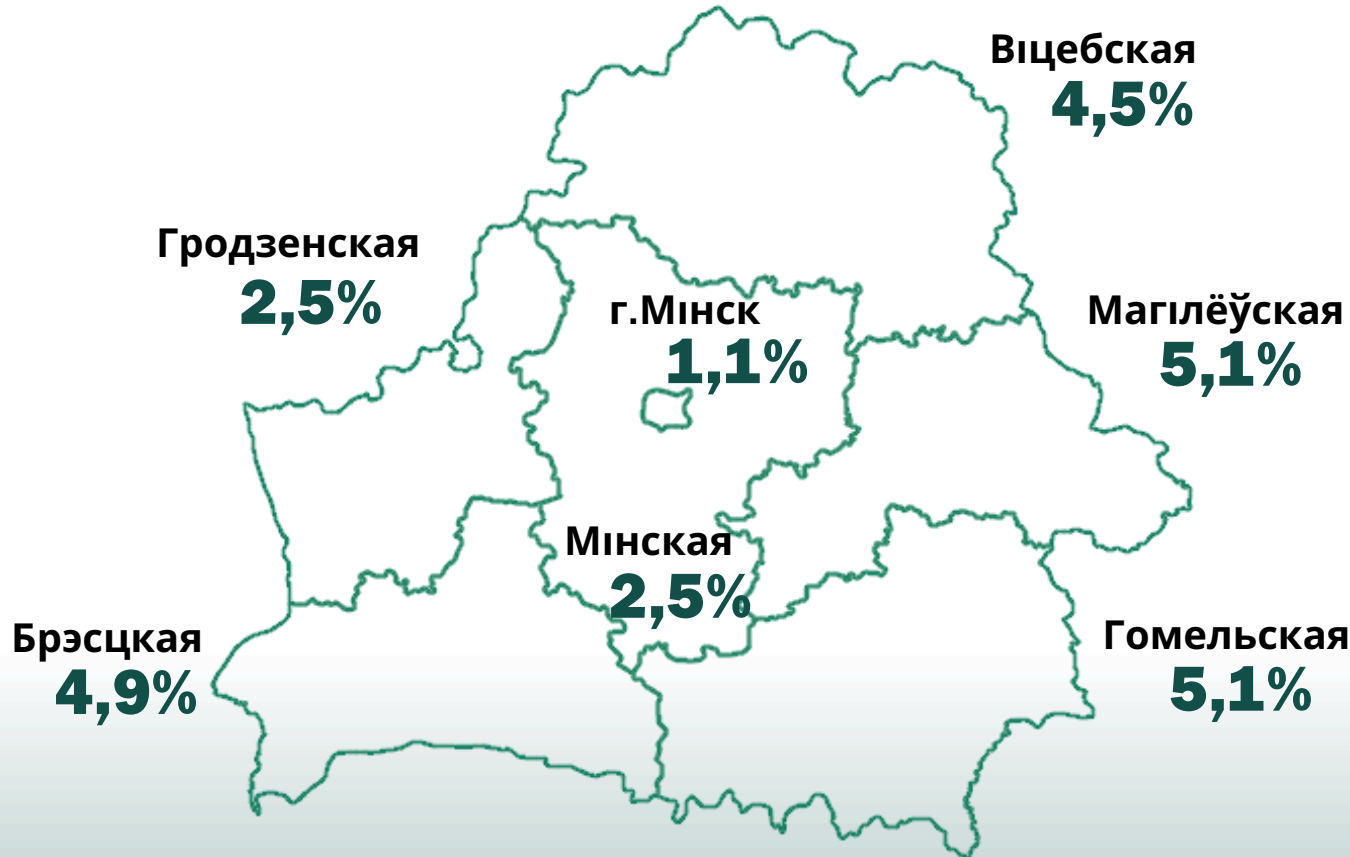 Віцебская
4,5%
Гродзенская
2,5%
г.Мінск
1,1%
Магілёўская
5,1%
Мінская
2,5%
Брэсцкая
4,9%
Гомельская
5,1%